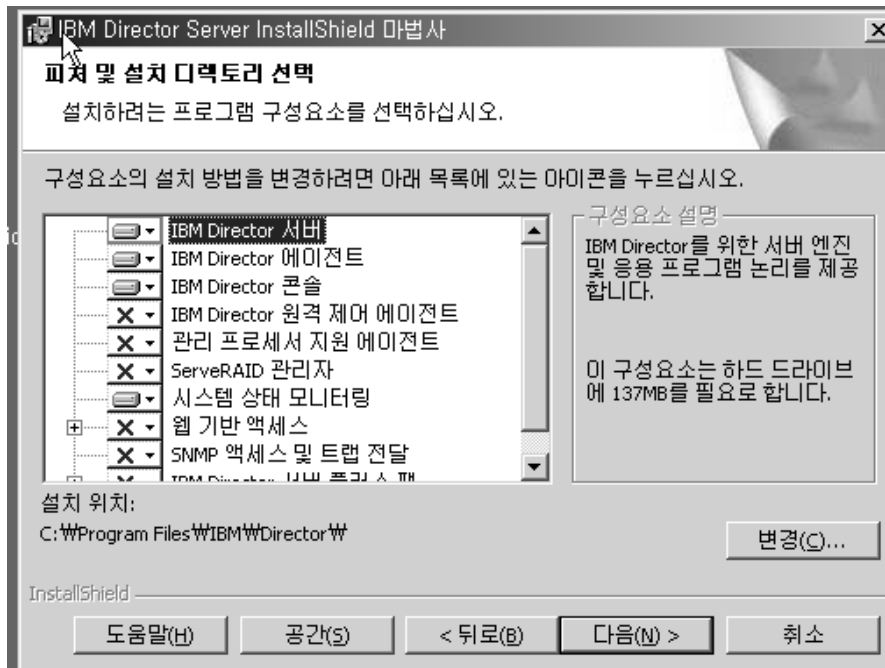 IBM Director Server InstallShield 마법사
피처 및 설치 디렉토리 선택
설치하려는 프로그램 구성요소를 선택하십시오.
구성요소의 설치 방법을 변경하려면 아래 목록에 있는 아이콘을 누르십시오.
IBM Director 서버
IBM Director 에이전트
IBM Director 콘솔
IBM Director 원격 제어 에이전트
관리 프로세서 지원 에이전트
ServeRAID 관리자
시스템 상태 모니터링
웹 기반 액세스
SNMP 액세스 및 트랩 전달
IBM Director 서버 플러스 팩
구성요소 설명
IBM Director를 위한 서버 엔진
및 응용 프로그램 논리를 제공
합니다.
이 구성요소는 하드 드라이브
에 137MB를 필요로 합니다.
설치 위치:
C:₩Program Files₩IBM₩Director₩
변경(C)...
InstallShield
도움말(H)
공간(S)
< 뒤로(B)
다음(N) >
취소